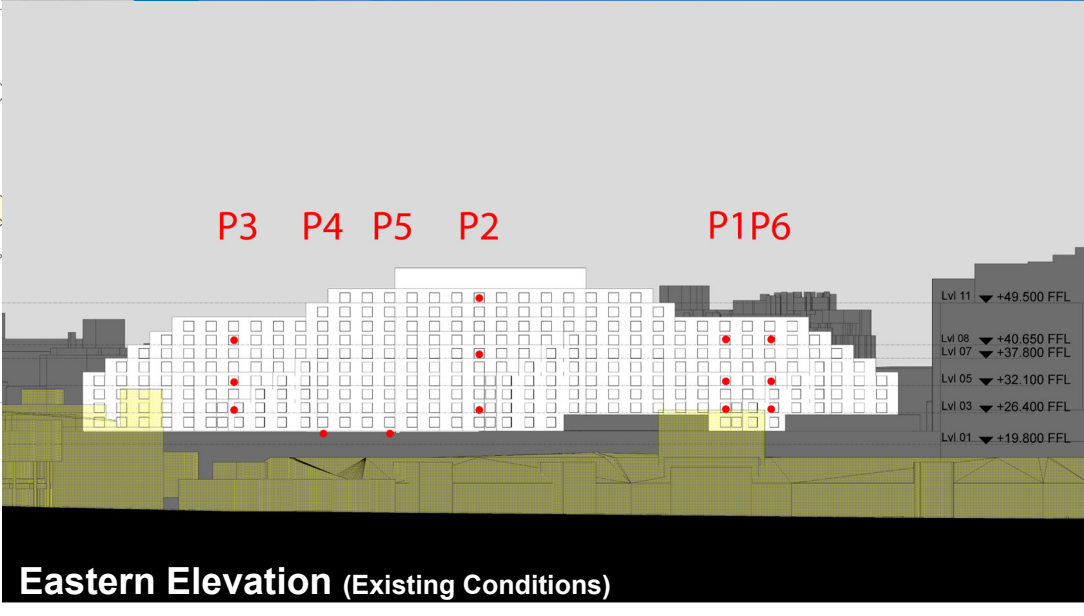 P3 P4 P5 P2 P1 P6
Lvl 11 +49.500 FFL
Lvl 08 +40.650 FFL
Lvl 07 +37.800 FFL
Lvl 05 +32.100 FFL
Lvl 03 +26.400 FFL
Lvl 01 +19.800 FFL
Eastern Elevation (Existing Conditions)